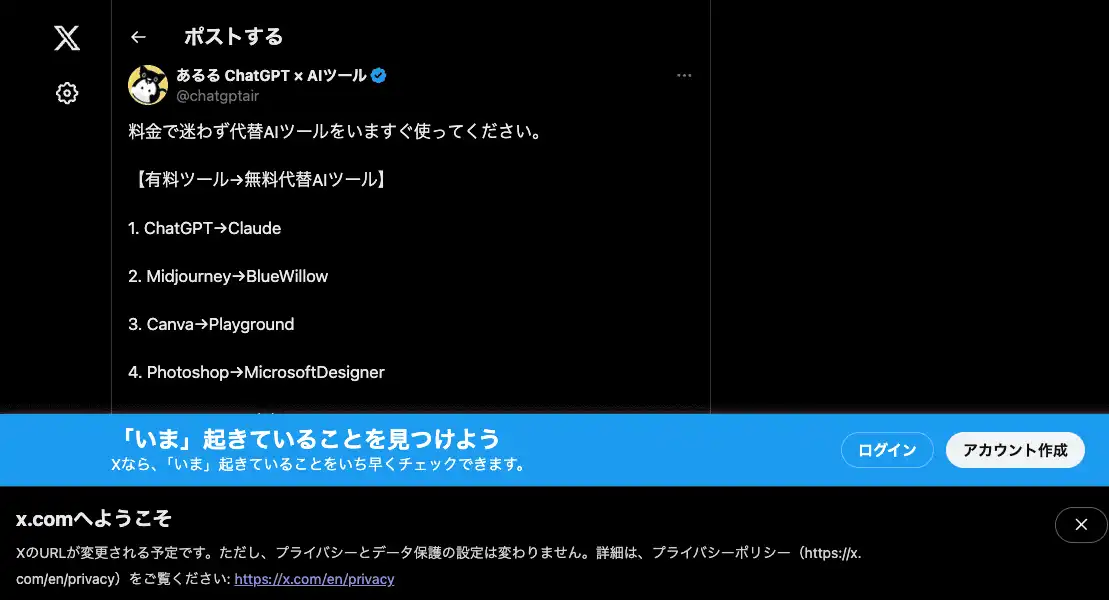 ポストする
あるる ChatGPT × AIツール
@chatgptair
料金で迷わず代替AIツールをいますぐ使ってください。
【有料ツール→無料代替AIツール】
1. ChatGPT→Claude
2. Midjourney→BlueWillow
3. Canva→Playground
4. Photoshop→MicrosoftDesigner
「いま」起きていることを見つけよう
Xなら、「いま」起きていることをいち早くチェックできます。
ログイン
アカウント作成
x.comへようこそ
XのURLが変更される予定です。ただし、プライバシーとデータ保護の設定は変わりません。詳細は、プライバシーポリシー（https://x.
com/en/privacy）をご覧ください: https://x.com/en/privacy